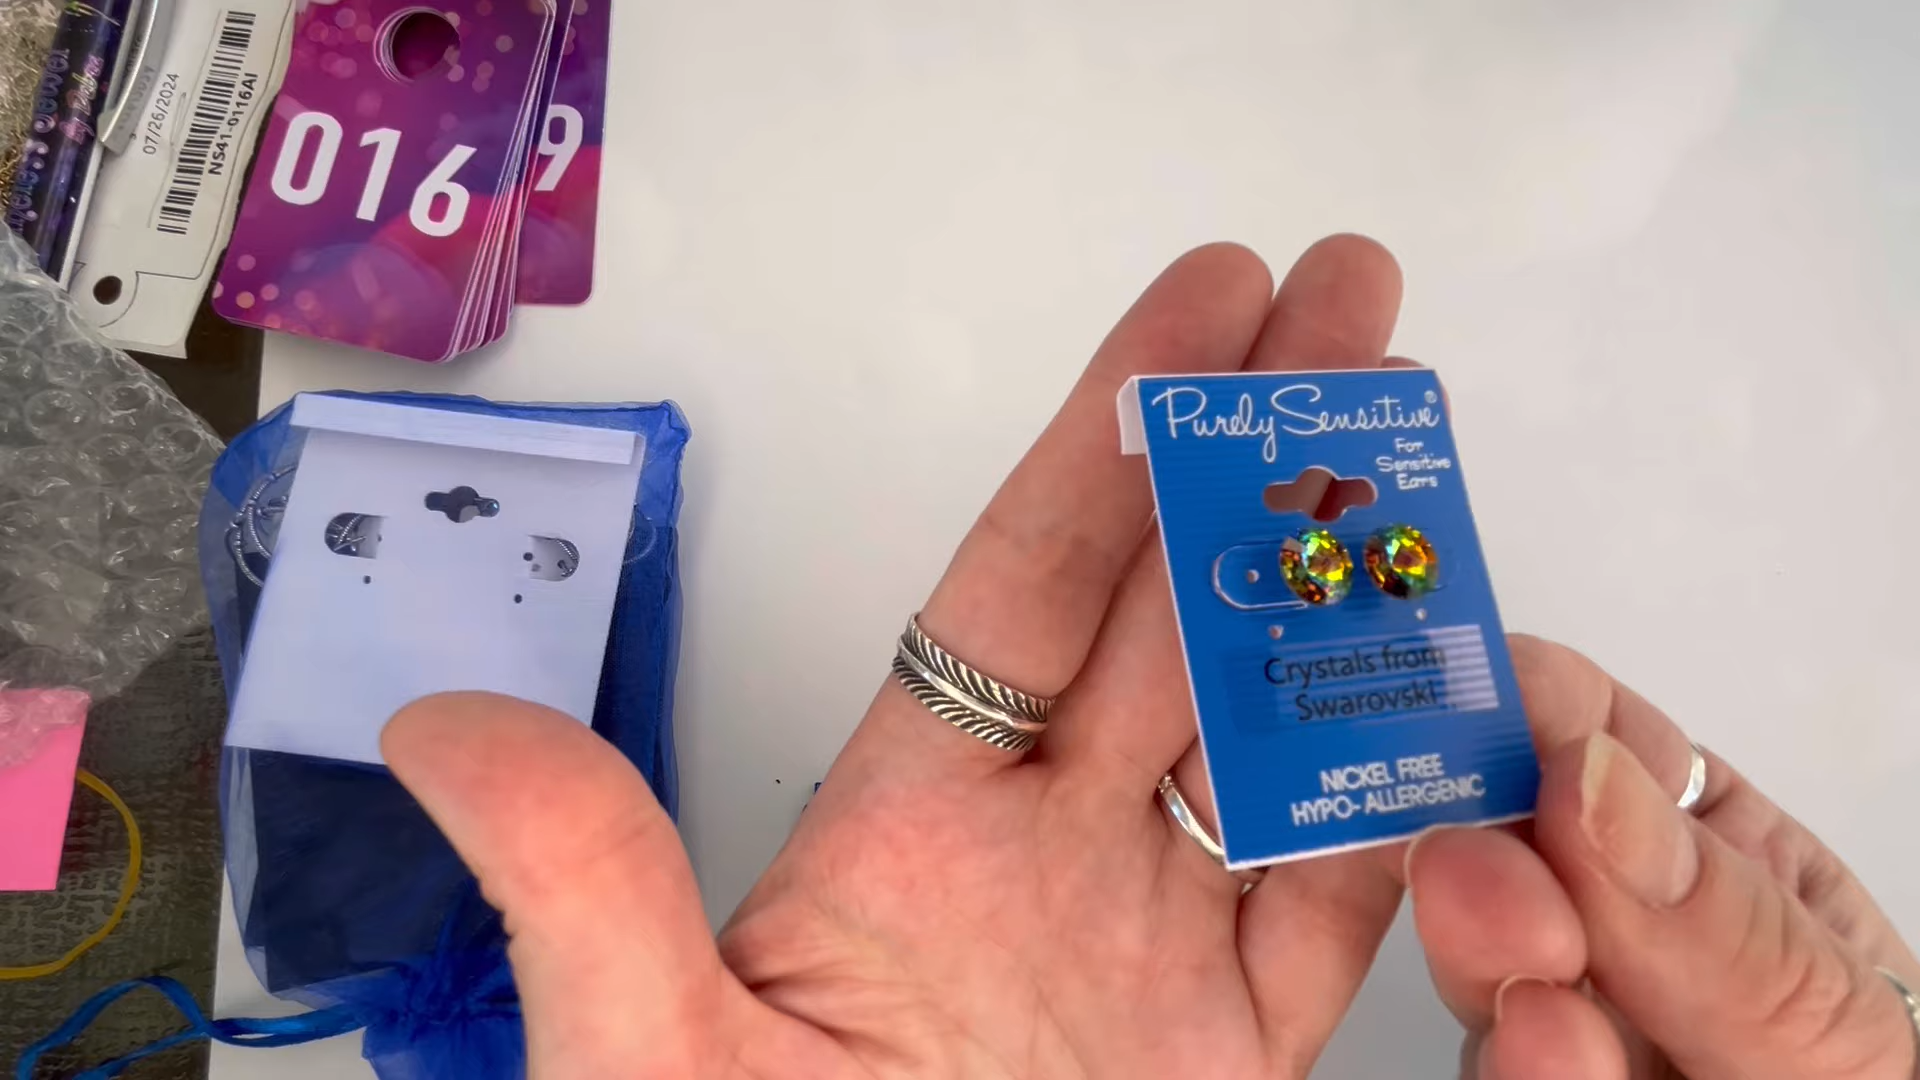 07/26/2024
NS41-0116AI
016
9
Purely Sensitive®
For
Sensitive
Ears
Crystals from
Swarovski
NICKEL FREE
HYPO-ALLERGENIC